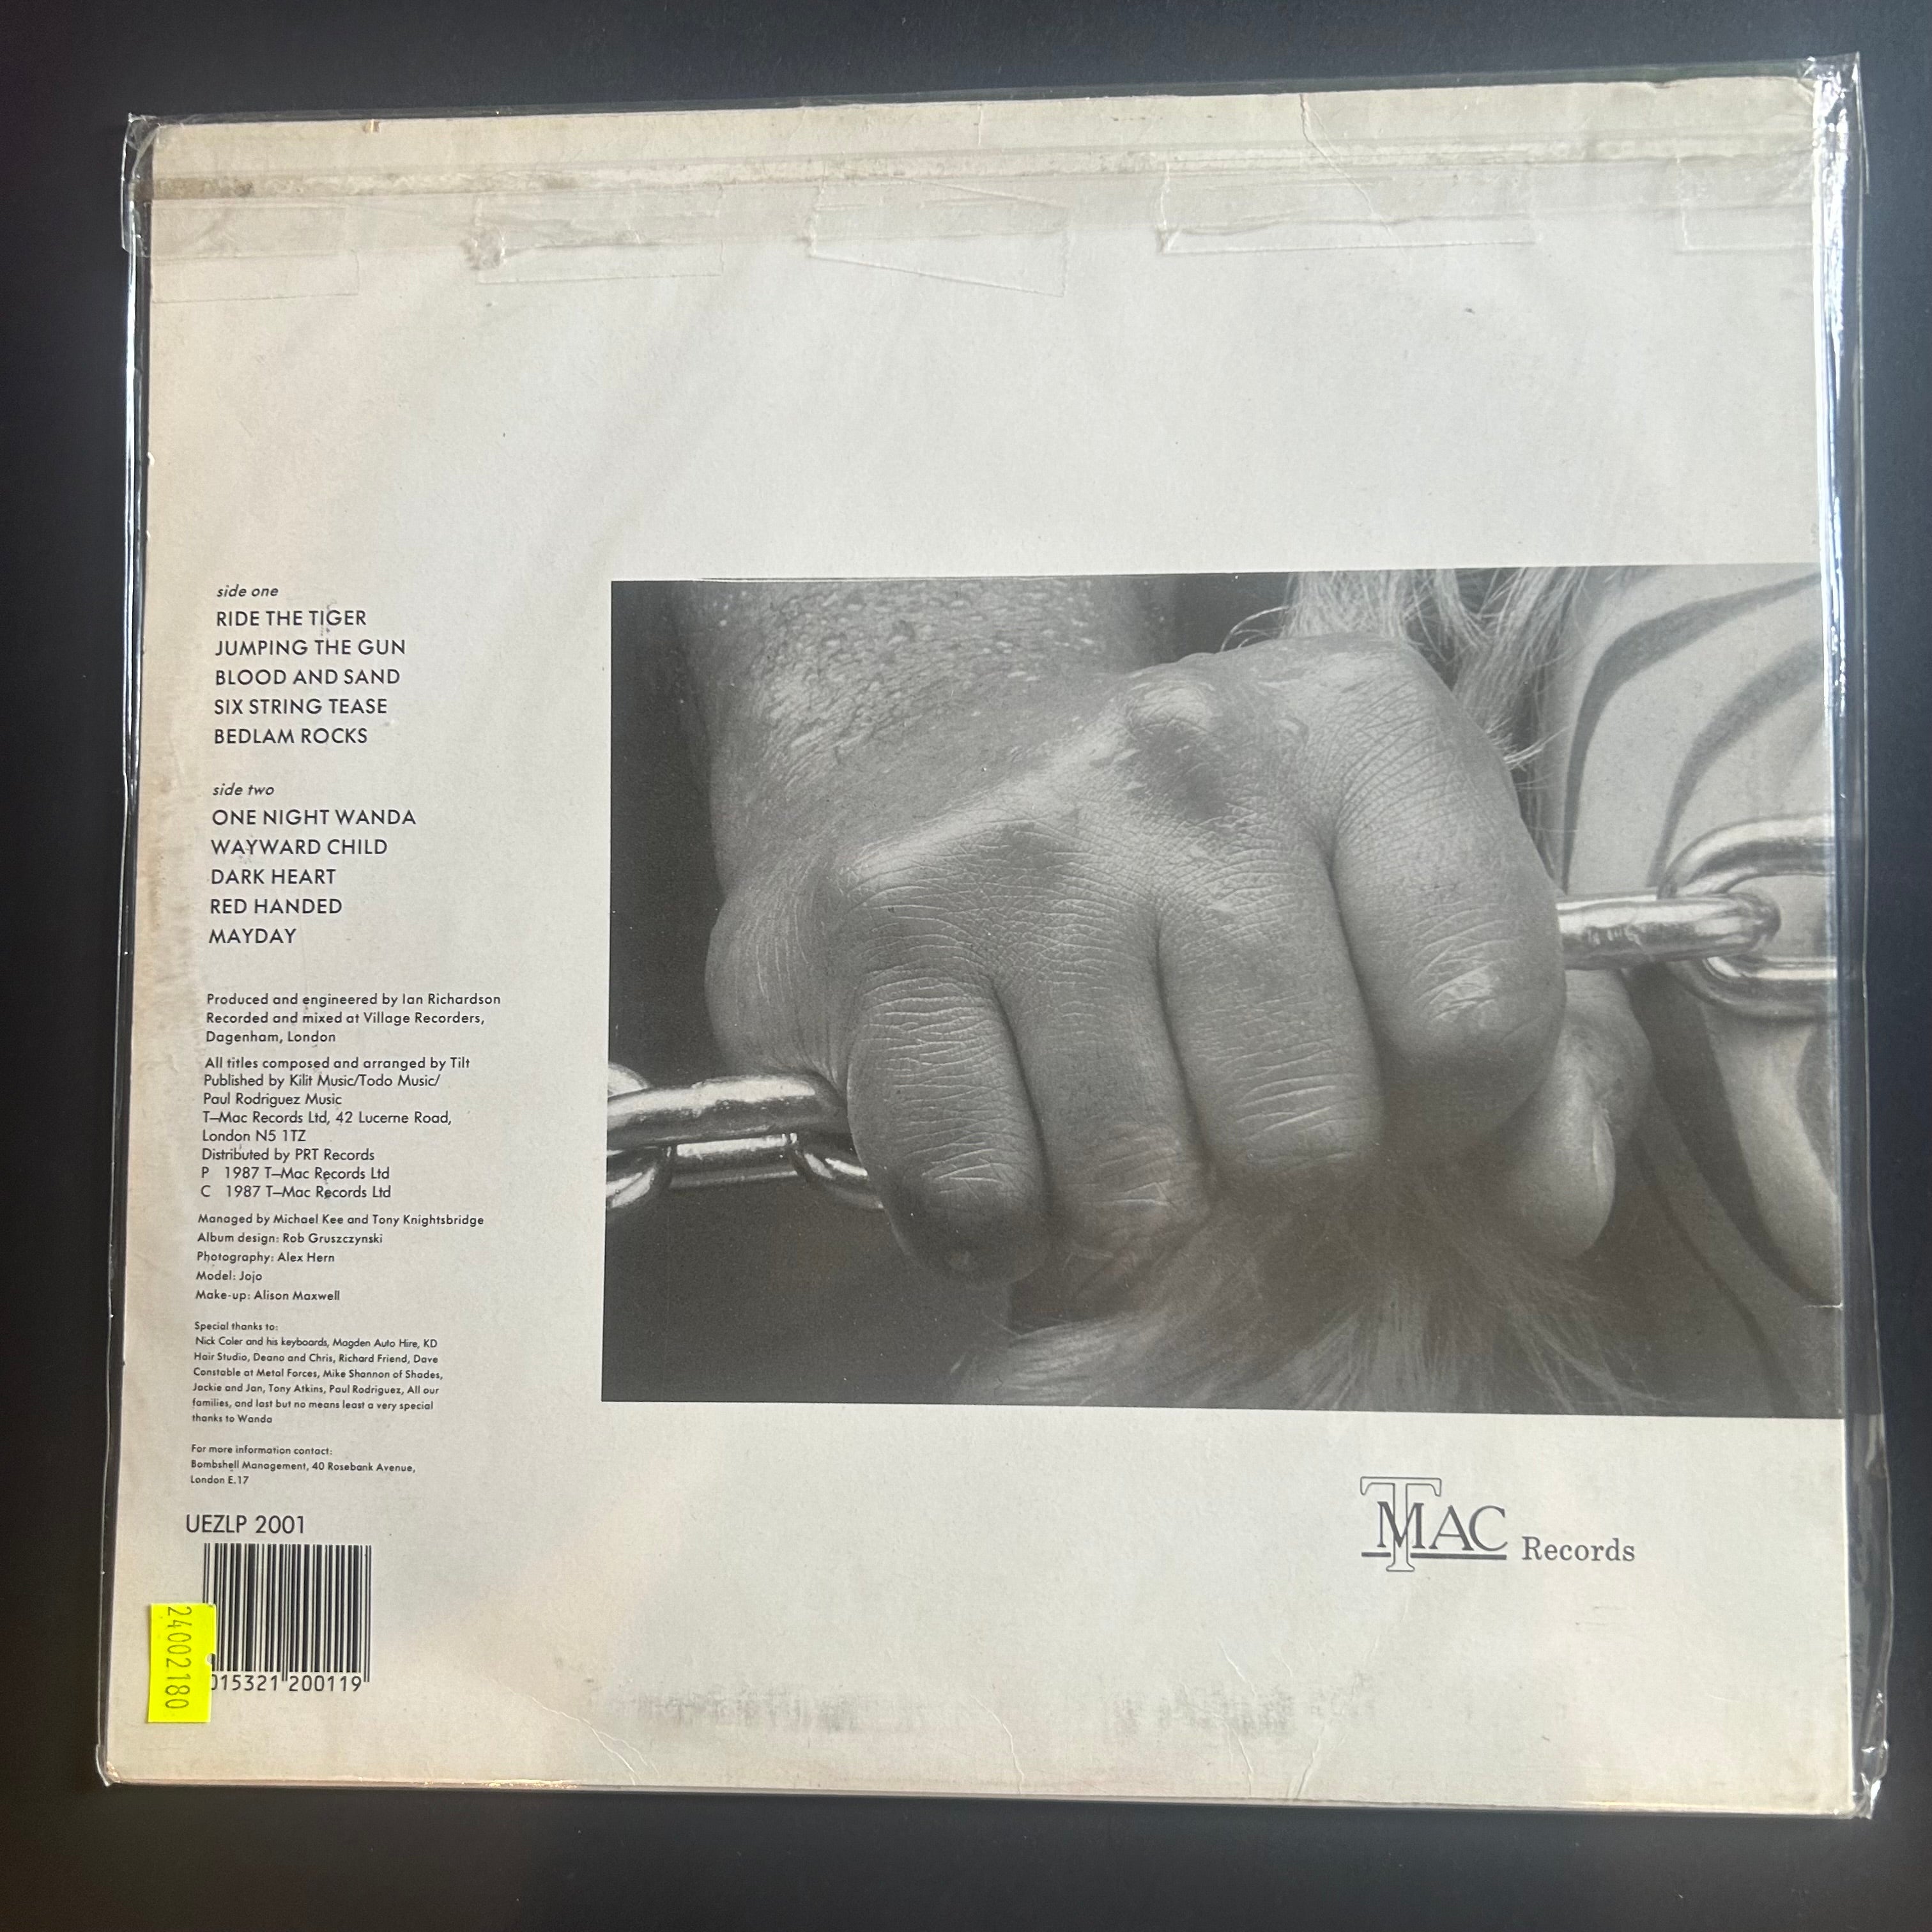 side one
RIDE THE TIGER
JUMPING THE GUN
BLOOD AND SAND
SIX STRING TEASE
BEDLAM ROCKS
side two
ONE NIGHT WANDA
WAYWARD CHILD
DARK HEART
RED HANDED
MAYDAY
Produced and engineered by Ian Richardson
Recorded and mixed at Village Recorders,
Dagenham, London
All titles composed and arranged by Tilt
Published by Kilit Music/Todo Music/
Paul Rodriguez Music
T–Mac Records Ltd, 42 Lucerne Road,
London N5 1TZ
Distributed by PRT Records
P 1987 T–Mac Records Ltd
C 1987 T–Mac Records Ltd
Managed by Michael Kee and Tony Knightsbridge
Album design: Rob Gruszczynski
Photography: Alex Hern
Model: Jojo
Make-up: Alison Maxwell
Special thanks to:
Nick Coler and his keyboards, Magden Auto Hire, KD
Hair Studio, Deano and Chris, Richard Friend, Dave
Constable at Metal Forces, Mike Shannon of Shades,
Jackie and Jan, Tony Atkins, Paul Rodriguez, All our
families, and last but no means least a very special
thanks to Wanda
For more information contact:
Bombshell Management, 40 Rosebank Avenue,
London E.17
UEZLP 2001
015321 200119
24002180
TMAC Records